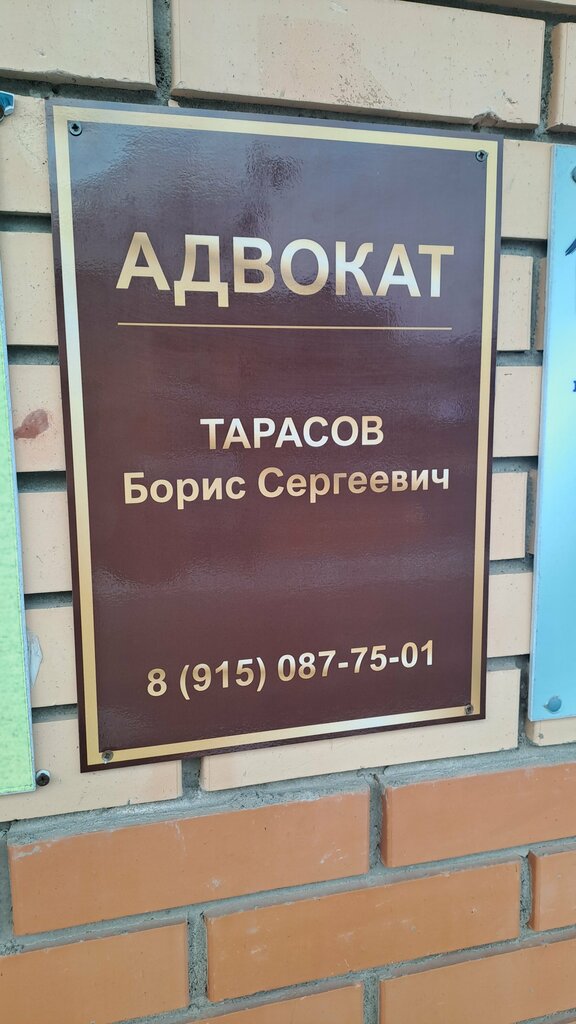 АДВОКАТ
ТАРАСОВ
Борис Сергеевич
8 (915) 087-75-01